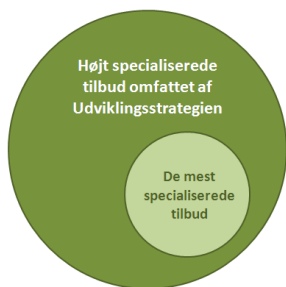 Højt specialiserede
tilbud omfattet af
Udviklingsstrategien
De mest
specialiserede
tilbud